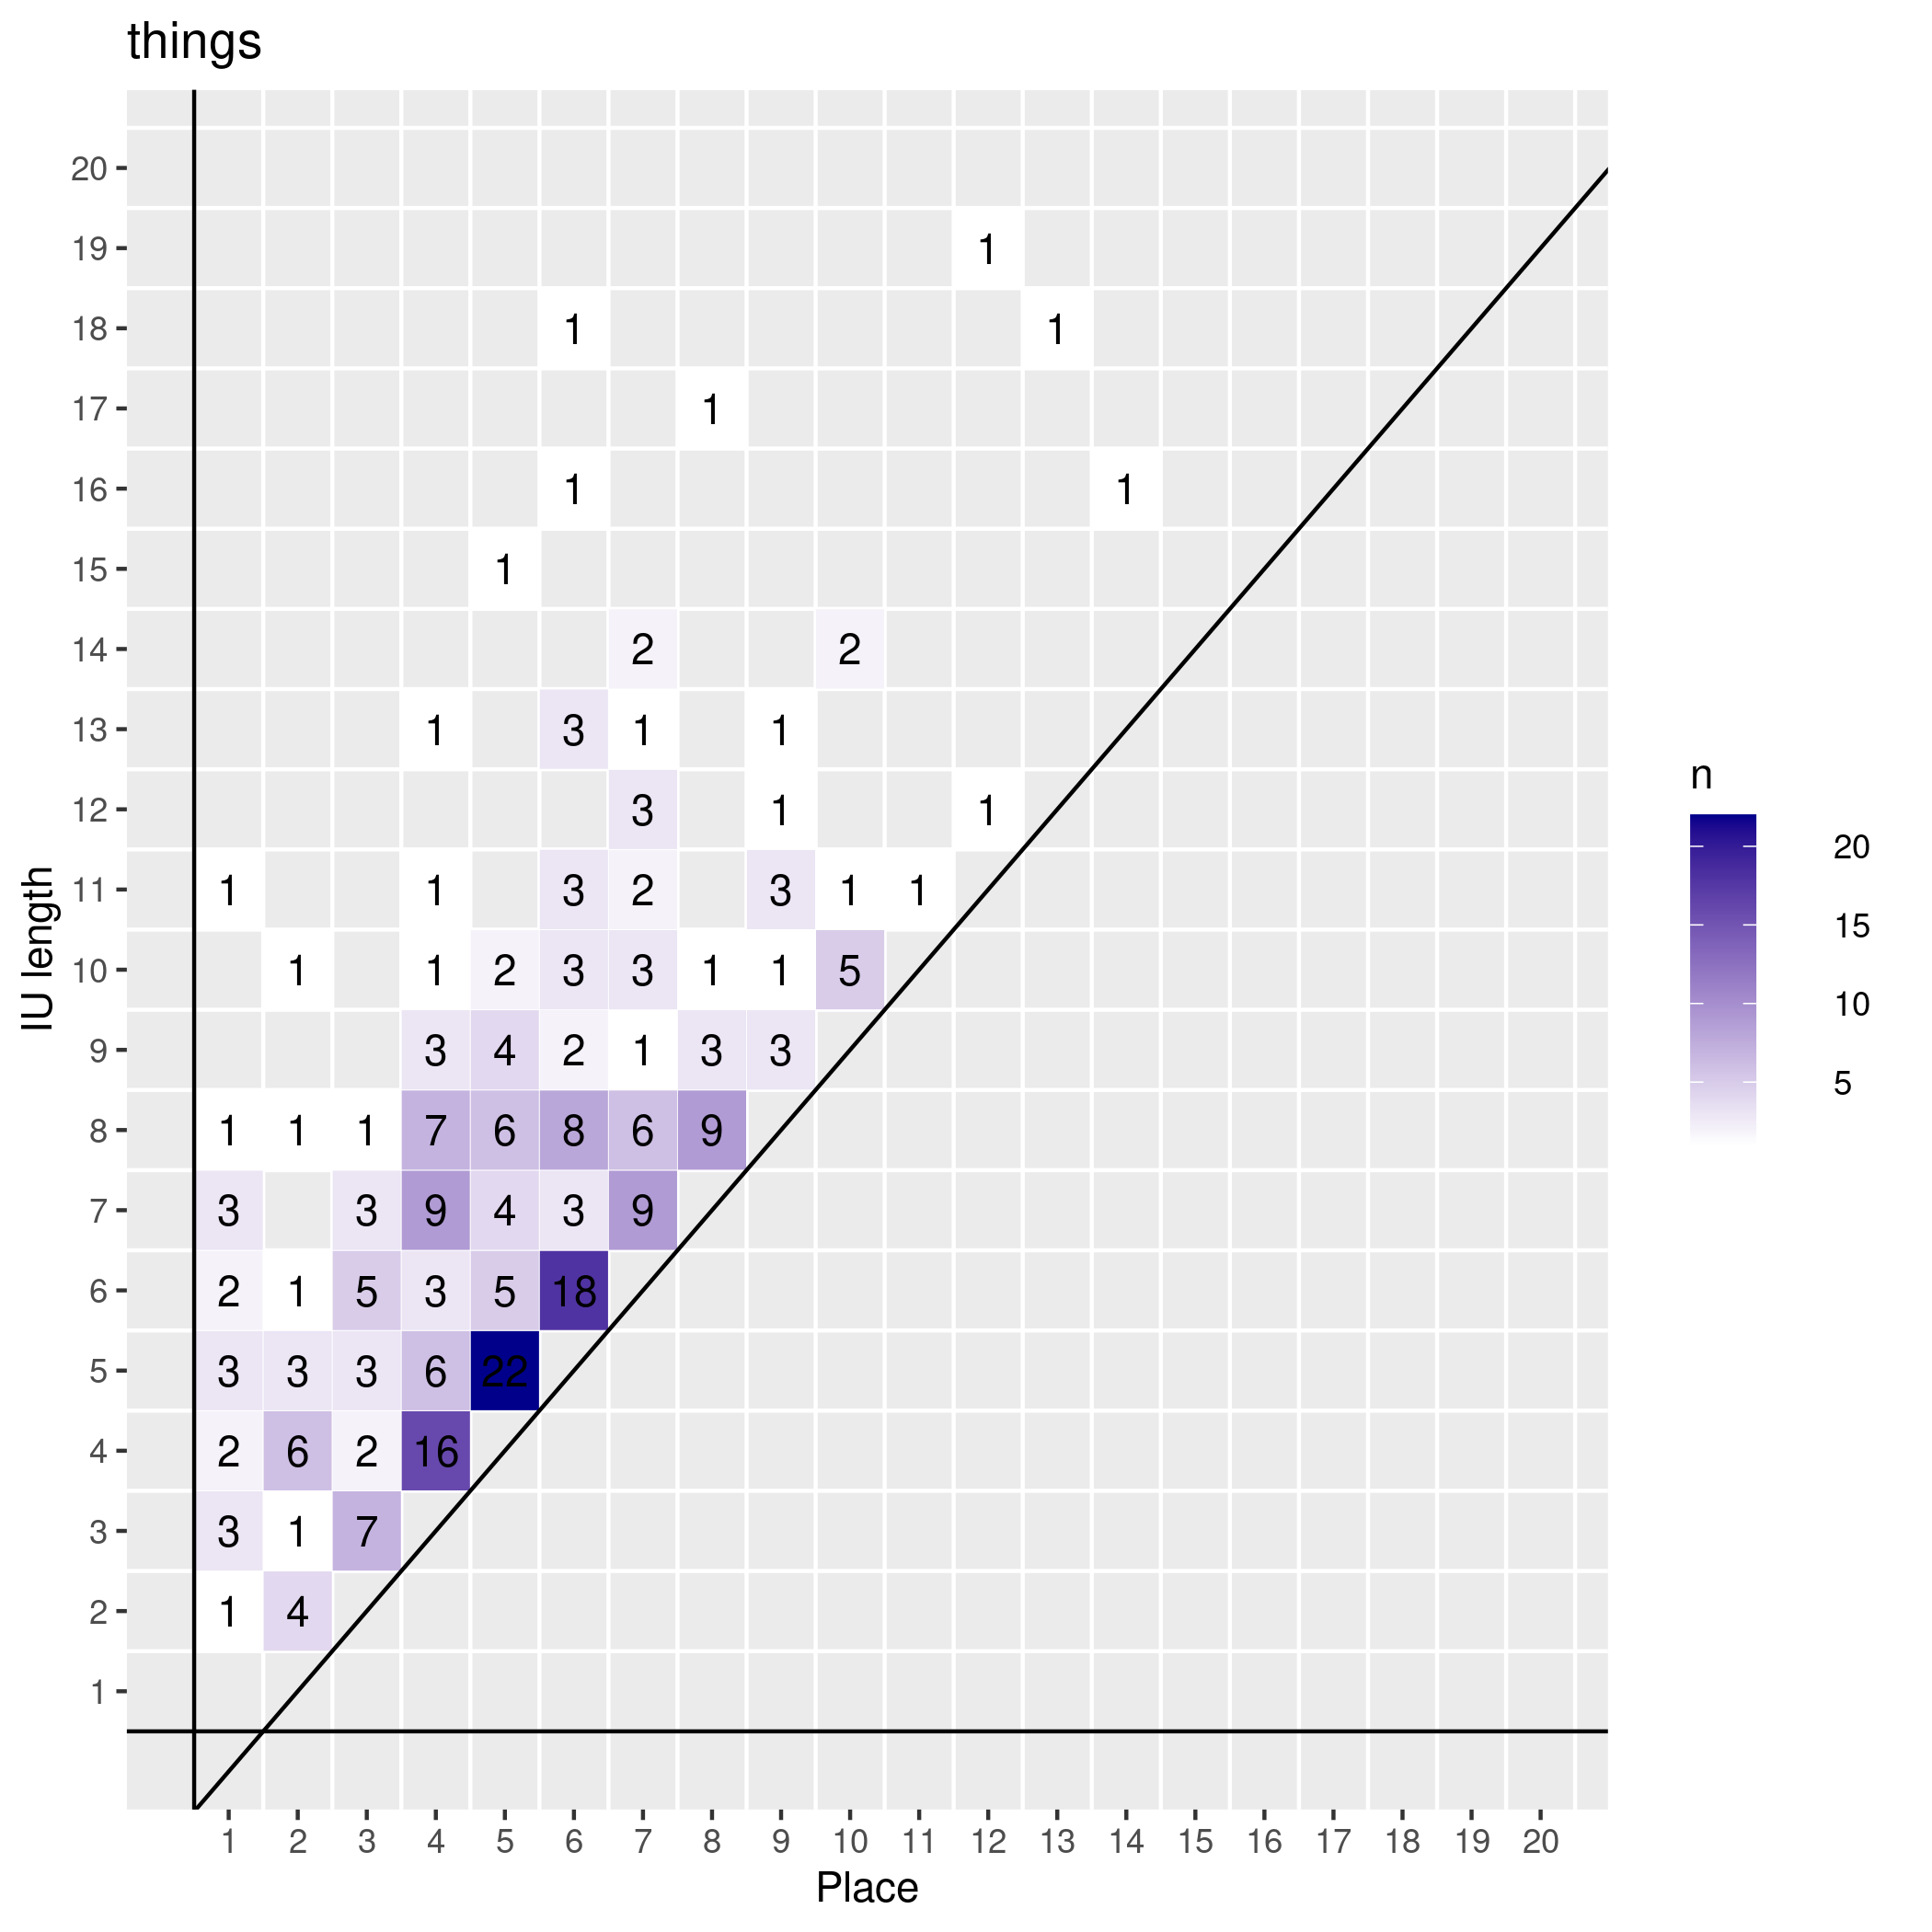 things
20
19 1
18 1 1
17 1
16 1 1
15 1
14 2 2
13 1 3 1 1
12 3 1 1
11 1 1 3 2 3 1 1
10 1 1 2 3 3 1 1 5
9 3 4 2 1 3 3
8 1 1 1 7 6 8 6 9
7 3 3 9 4 3 9
6 2 1 5 3 5 18
5 3 3 3 6 22
4 2 6 2 16
3 3 1 7
2 1 4
1
1 2 3 4 5 6 7 8 9 10 11 12 13 14 15 16 17 18 19 20
Place
IU length
n
20
15
10
5